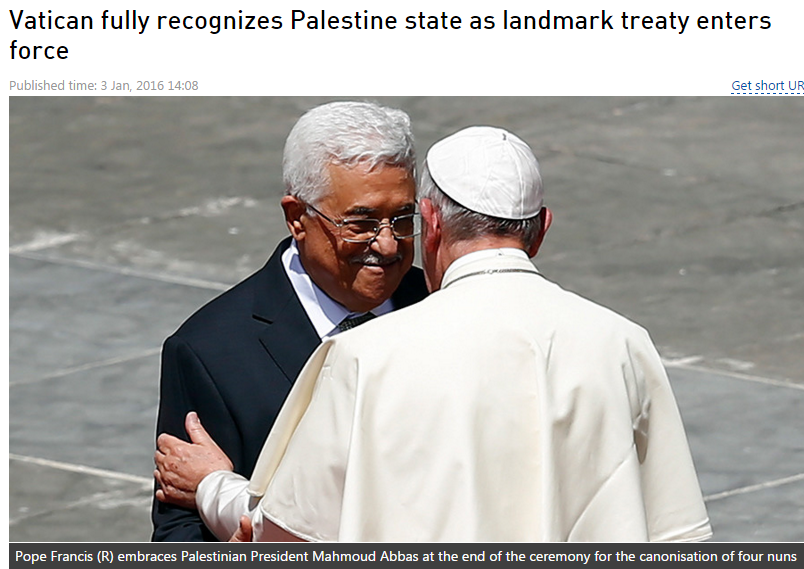 Vatican fully recognizes Palestine state as landmark treaty enters
force
Published time: 3 Jan, 2016 14:08
Get short UR
Pope Francis (R) embraces Palestinian President Mahmoud Abbas at the end of the ceremony for the canonisation of four nuns